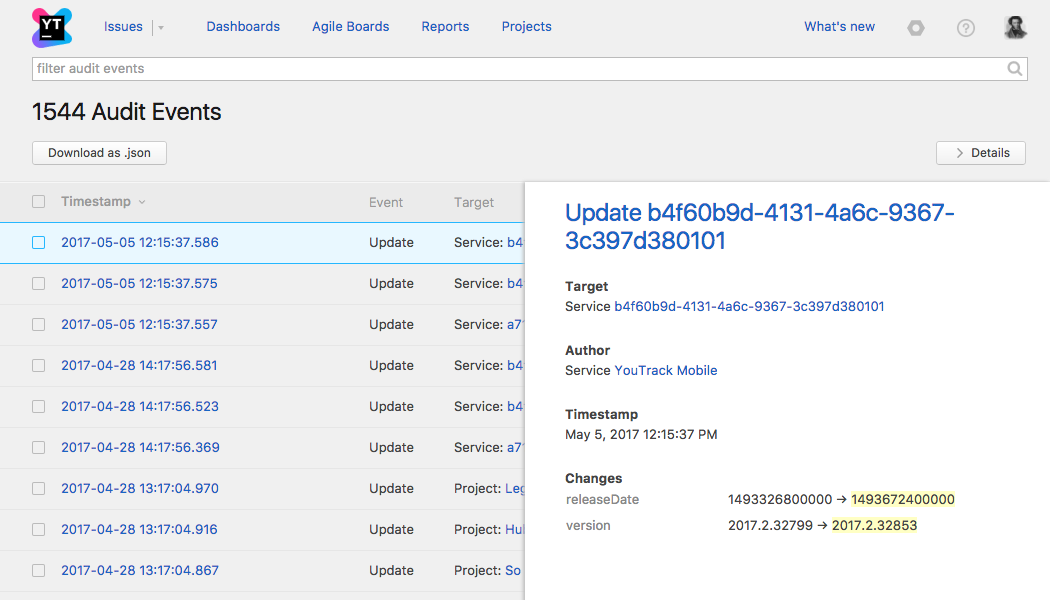 YT
Issues
Dashboards
Agile Boards
Reports
Projects
What's new
?
filter audit events
1544 Audit Events
Download as .json
Details
Timestamp Event Target
2017-05-05 12:15:37.586 Update Service: b4
2017-05-05 12:15:37.575 Update Service: b4
2017-05-05 12:15:37.557 Update Service: a7
2017-04-28 14:17:56.581 Update Service: b4
2017-04-28 14:17:56.523 Update Service: b4
2017-04-28 14:17:56.369 Update Service: a7
2017-04-28 13:17:04.970 Update Project: Leg
2017-04-28 13:17:04.916 Update Project: Hu
2017-04-28 13:17:04.867 Update Project: So
Update b4f60b9d-4131-4a6c-9367-
3c397d380101
Target
Service b4f60b9d-4131-4a6c-9367-3c397d380101
Author
Service YouTrack Mobile
Timestamp
May 5, 2017 12:15:37 PM
Changes
releaseDate 1493326800000 → 1493672400000
version 2017.2.32799 → 2017.2.32853